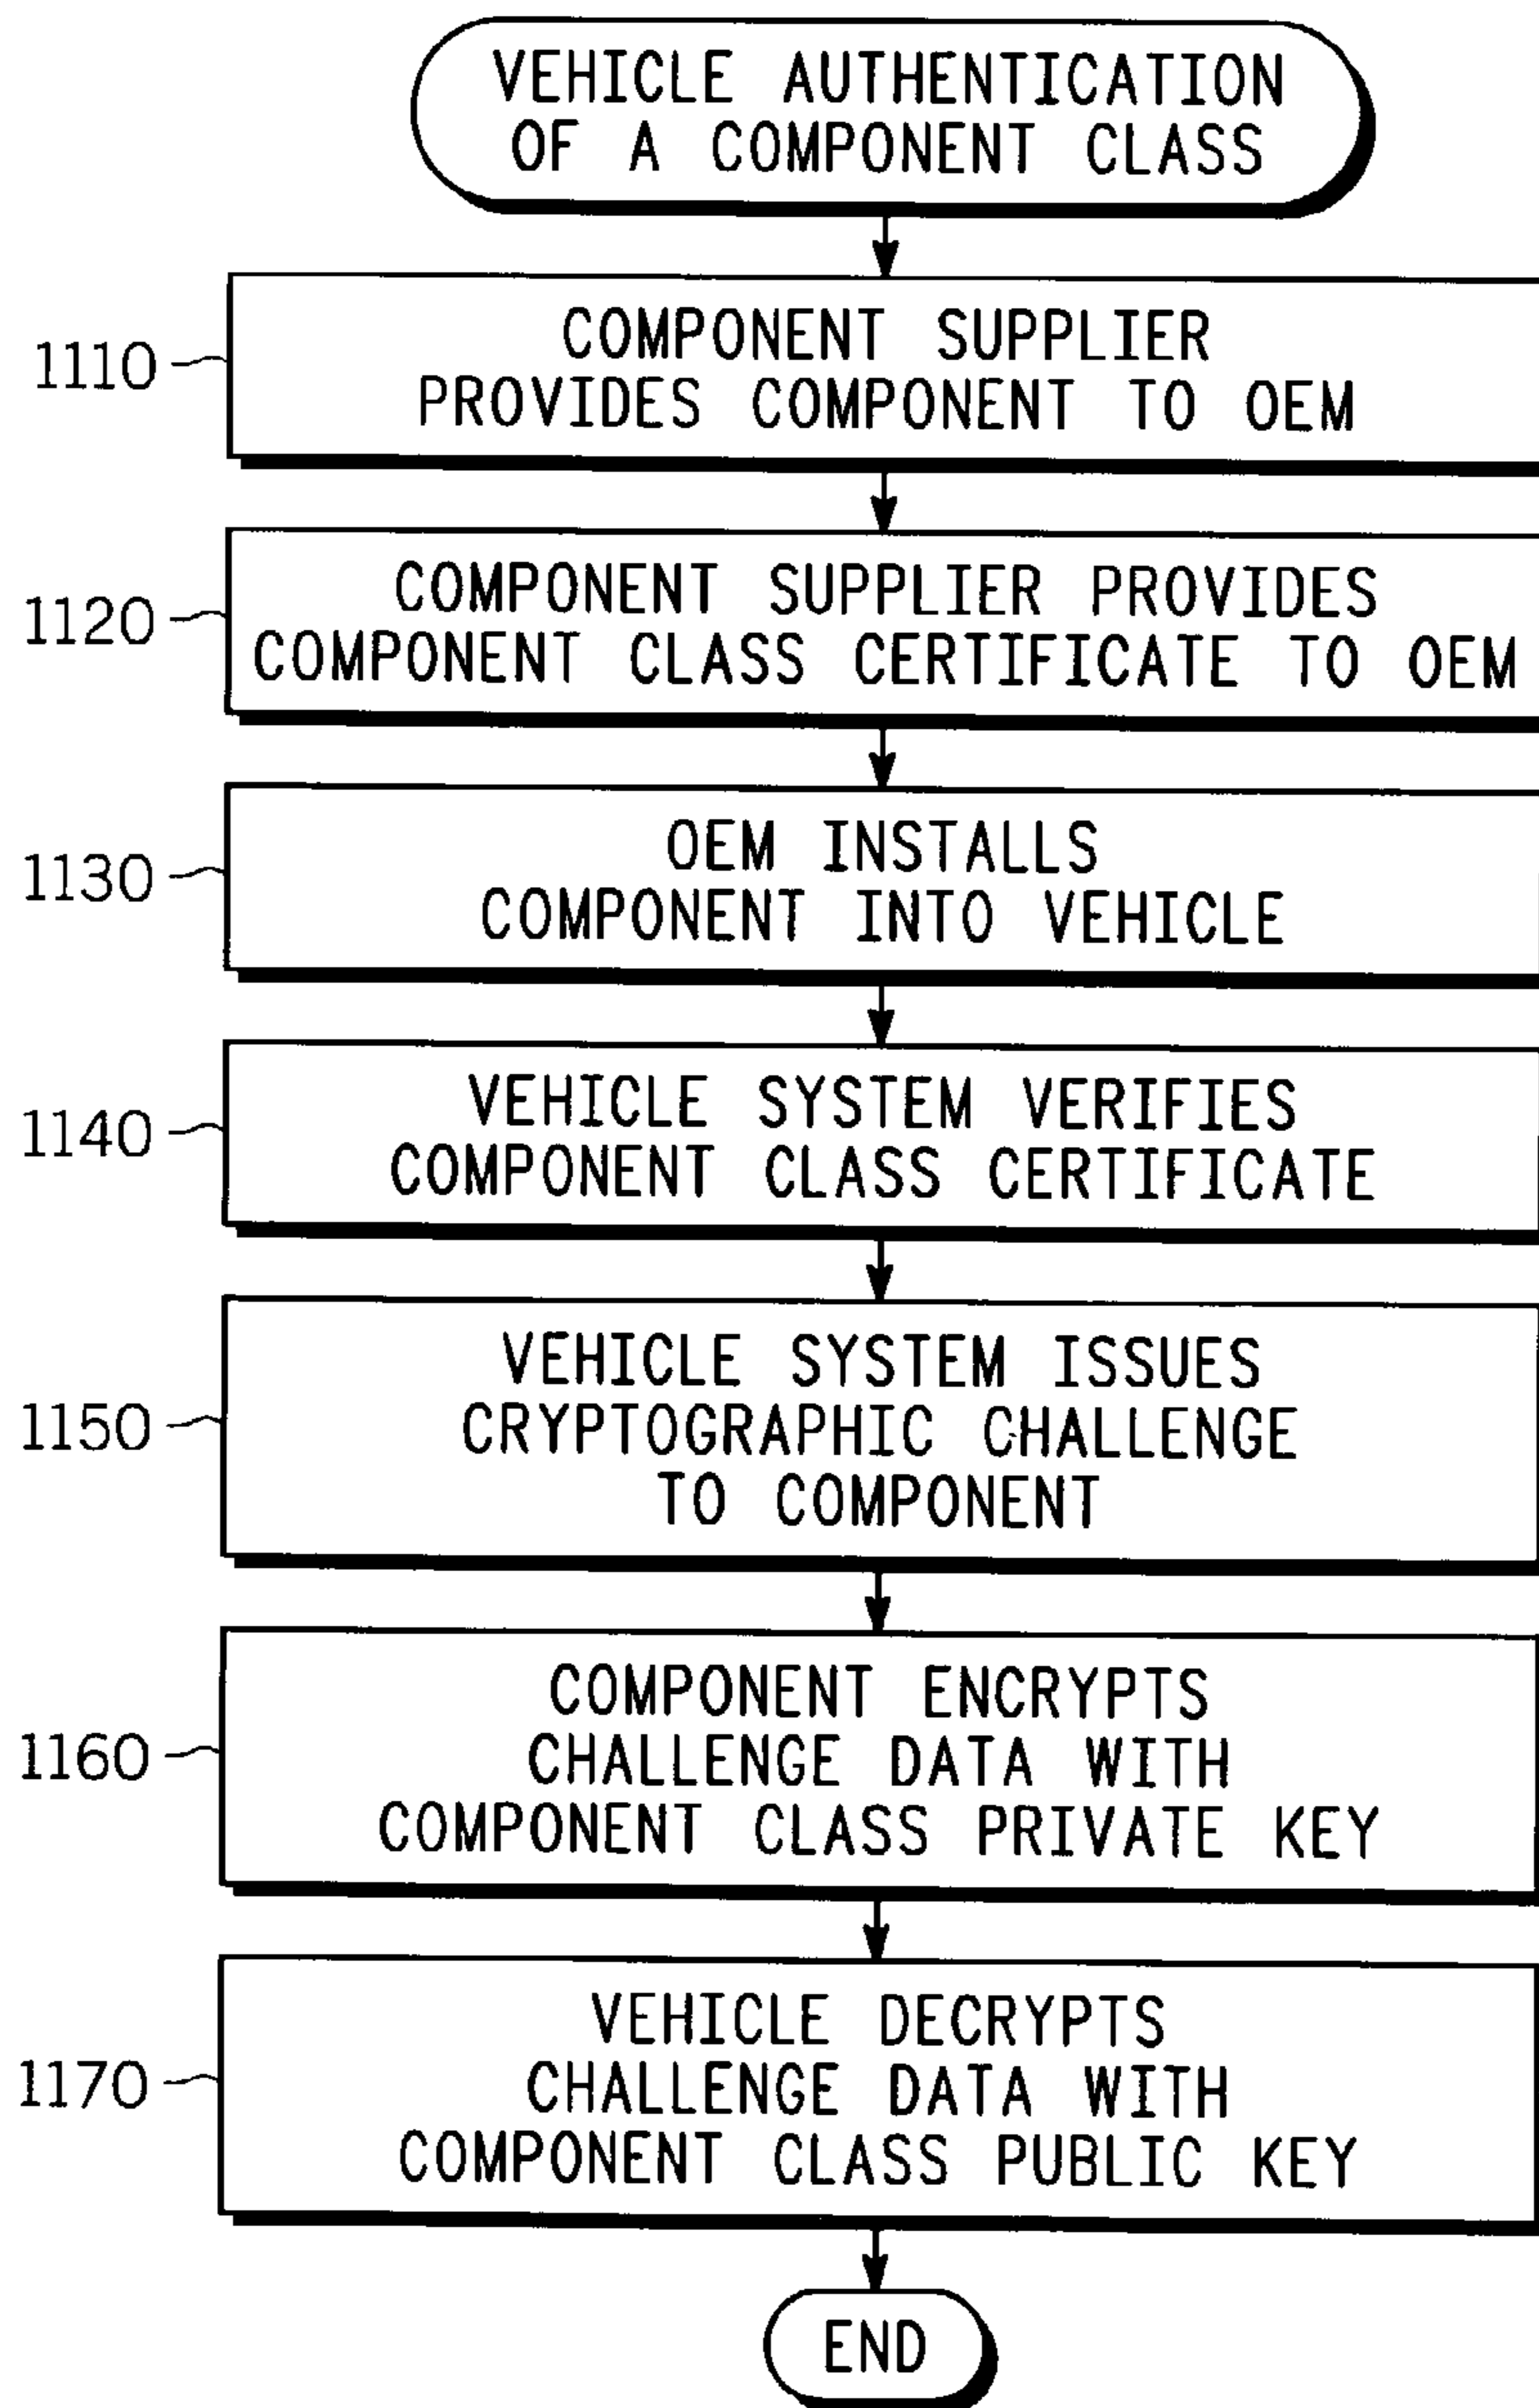 VEHICLE AUTHENTICATION
OF A COMPONENT CLASS
1110
COMPONENT SUPPLIER
PROVIDES COMPONENT TO OEM
1120
COMPONENT SUPPLIER PROVIDES
COMPONENT CLASS CERTIFICATE TO OEM
1130
OEM INSTALLS
COMPONENT INTO VEHICLE
1140
VEHICLE SYSTEM VERIFIES
COMPONENT CLASS CERTIFICATE
1150
VEHICLE SYSTEM ISSUES
CRYPTOGRAPHIC CHALLENGE
TO COMPONENT
1160
COMPONENT ENCRYPTS
CHALLENGE DATA WITH
COMPONENT CLASS PRIVATE KEY
1170
VEHICLE DECRYPTS
CHALLENGE DATA WITH
COMPONENT CLASS PUBLIC KEY
END